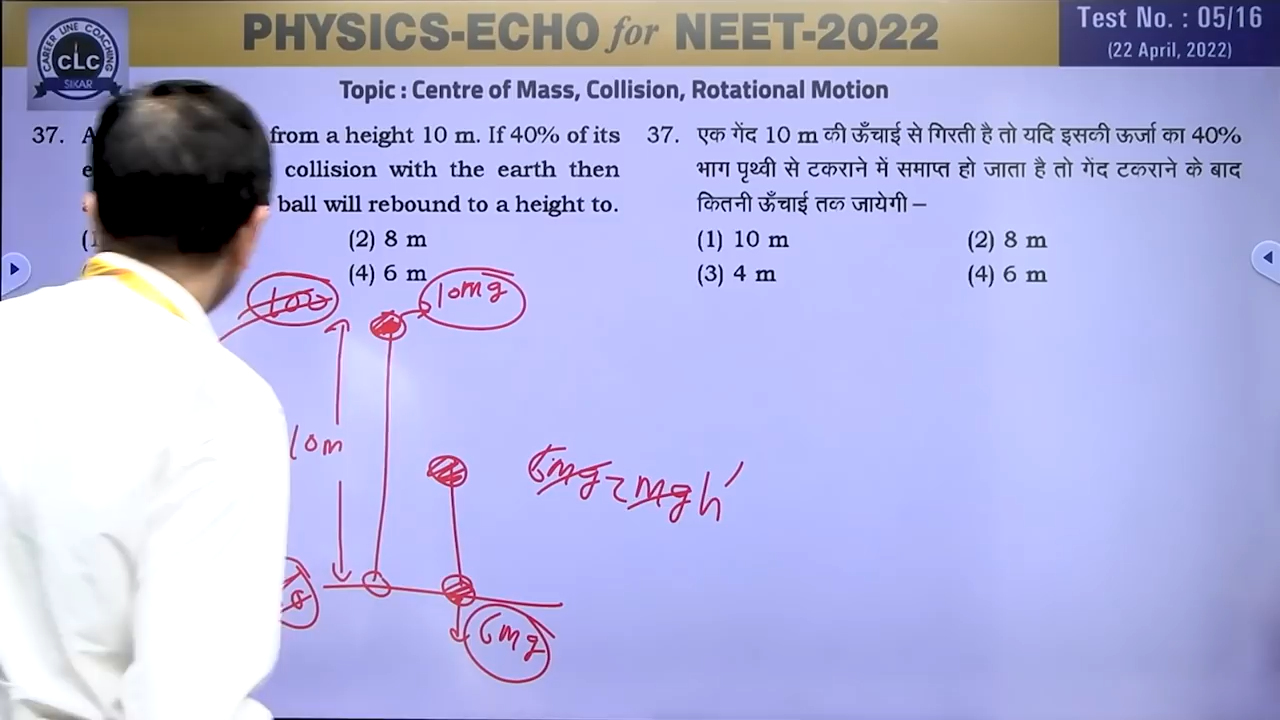 PHYSICS-ECHO for NEET-2022
Test No. : 05/16
(22 April, 2022)
CAREER LINE COACHING
CLC
SIKAR
Topic : Centre of Mass, Collision, Rotational Motion
37. A from a height 10 m. If 40% of its
collision with the earth then
ball will rebound to a height to.
(2) 8 m
(4) 6 m
37. एक गेंद 10 m की ऊँचाई से गिरती है तो यदि इसकी ऊर्जा का 40%
भाग पृथ्वी से टकराने में समाप्त हो जाता है तो गेंद टकराने के बाद
कितनी ऊँचाई तक जायेगी –
(1) 10 m (2) 8 m
(3) 4 m (4) 6 m
100
10mg
10m
6mg = mgh'
6mg